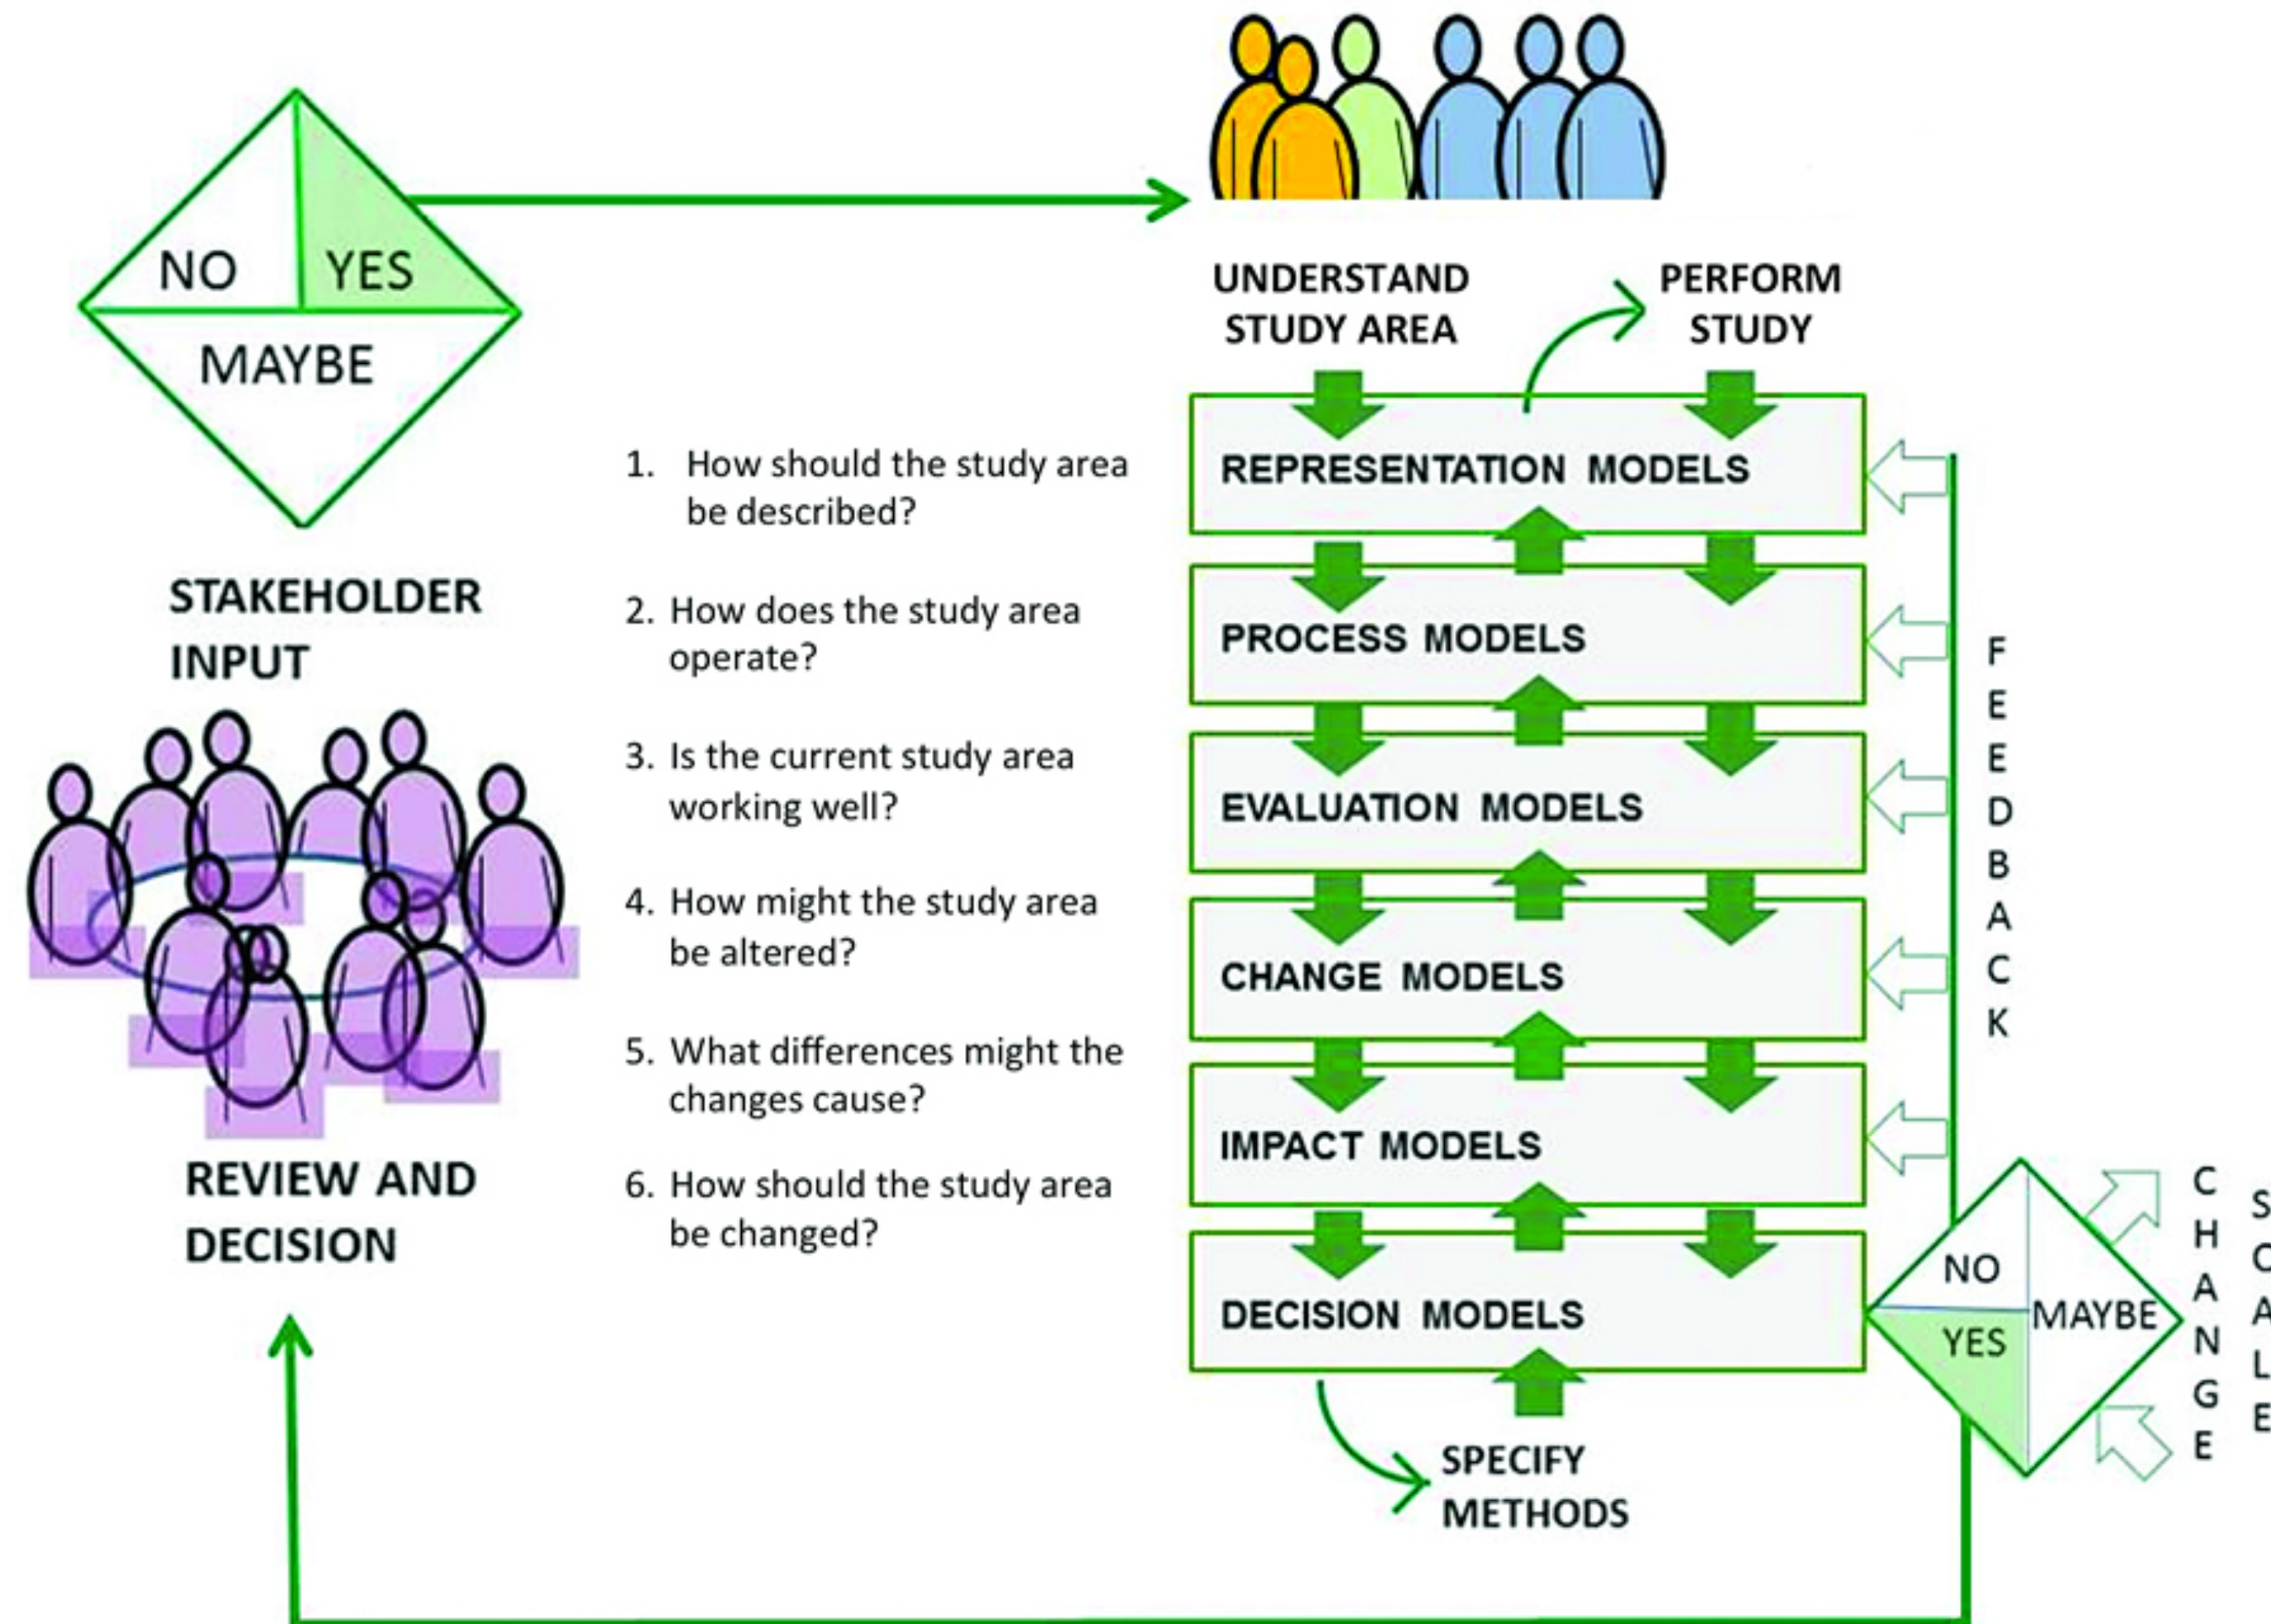 NO
YES
MAYBE
STAKEHOLDER
INPUT
REVIEW AND
DECISION
1. How should the study area
be described?
2. How does the study area
operate?
3. Is the current study area
working well?
4. How might the study area
be altered?
5. What differences might the
changes cause?
6. How should the study area
be changed?
UNDERSTAND
STUDY AREA
PERFORM
STUDY
REPRESENTATION MODELS
PROCESS MODELS
EVALUATION MODELS
CHANGE MODELS
IMPACT MODELS
DECISION MODELS
SPECIFY
METHODS
FEEDBACK
NO
YES
MAYBE
CHANGE
SCALE